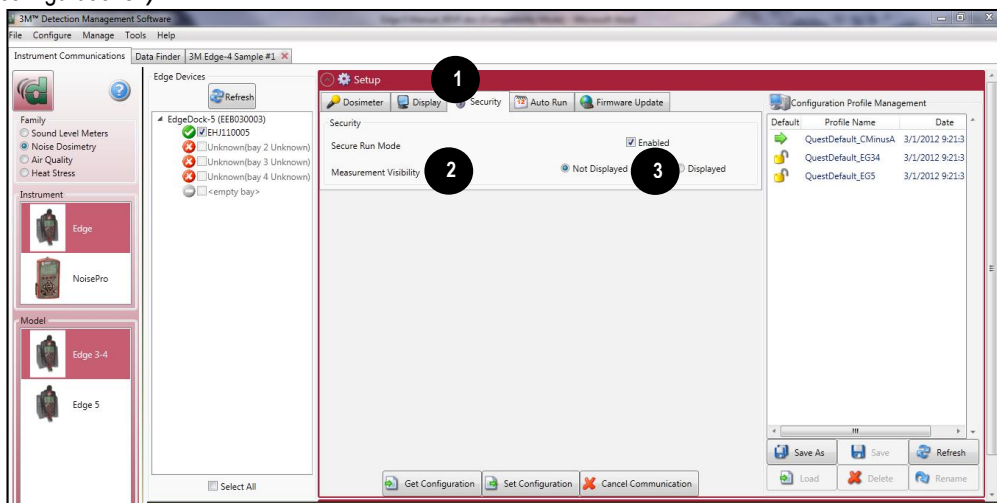 3M™ Detection Management Software
File Configure Manage Tools Help
Instrument Communications Data Finder 3M Edge-4 Sample #1
Family
Sound Level Meters
Noise Dosimetry
Air Quality
Heat Stress
Instrument
Edge
NoisePro
Model
Edge 3-4
Edge 5
Edge Devices
Refresh
EdgeDock-5 (EEB030003)
EHJ110005
Unknown(bay 2 Unknown)
Unknown(bay 3 Unknown)
Unknown(bay 4 Unknown)
<empty bay>
Select All
Setup 1
Dosimeter Display Security Auto Run Firmware Update
Security
Secure Run Mode Enabled
Measurement Visibility 2 Not Displayed 3 Displayed
Get Configuration Set Configuration Cancel Communication
Configuration Profile Management
Default Profile Name Date
QuestDefault_CMinusA 3/1/2012 9:21:3
QuestDefault_EG34 3/1/2012 9:21:3
QuestDefault_EG5 3/1/2012 9:21:3
Save As Save Refresh
Load Delete Rename